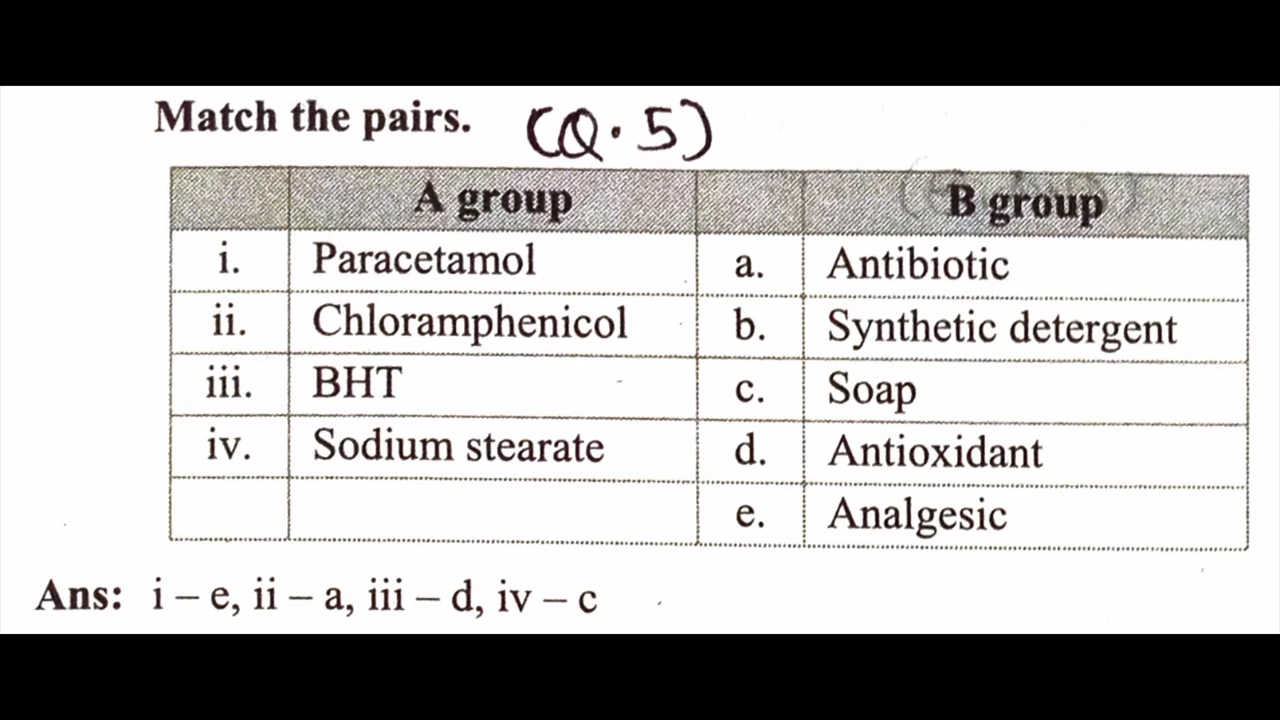 Match the pairs. (Q.5)
A group B group
i. Paracetamol a. Antibiotic
ii. Chloramphenicol b. Synthetic detergent
iii. BHT c. Soap
iv. Sodium stearate d. Antioxidant
e. Analgesic
Ans: i – e, ii – a, iii – d, iv – c